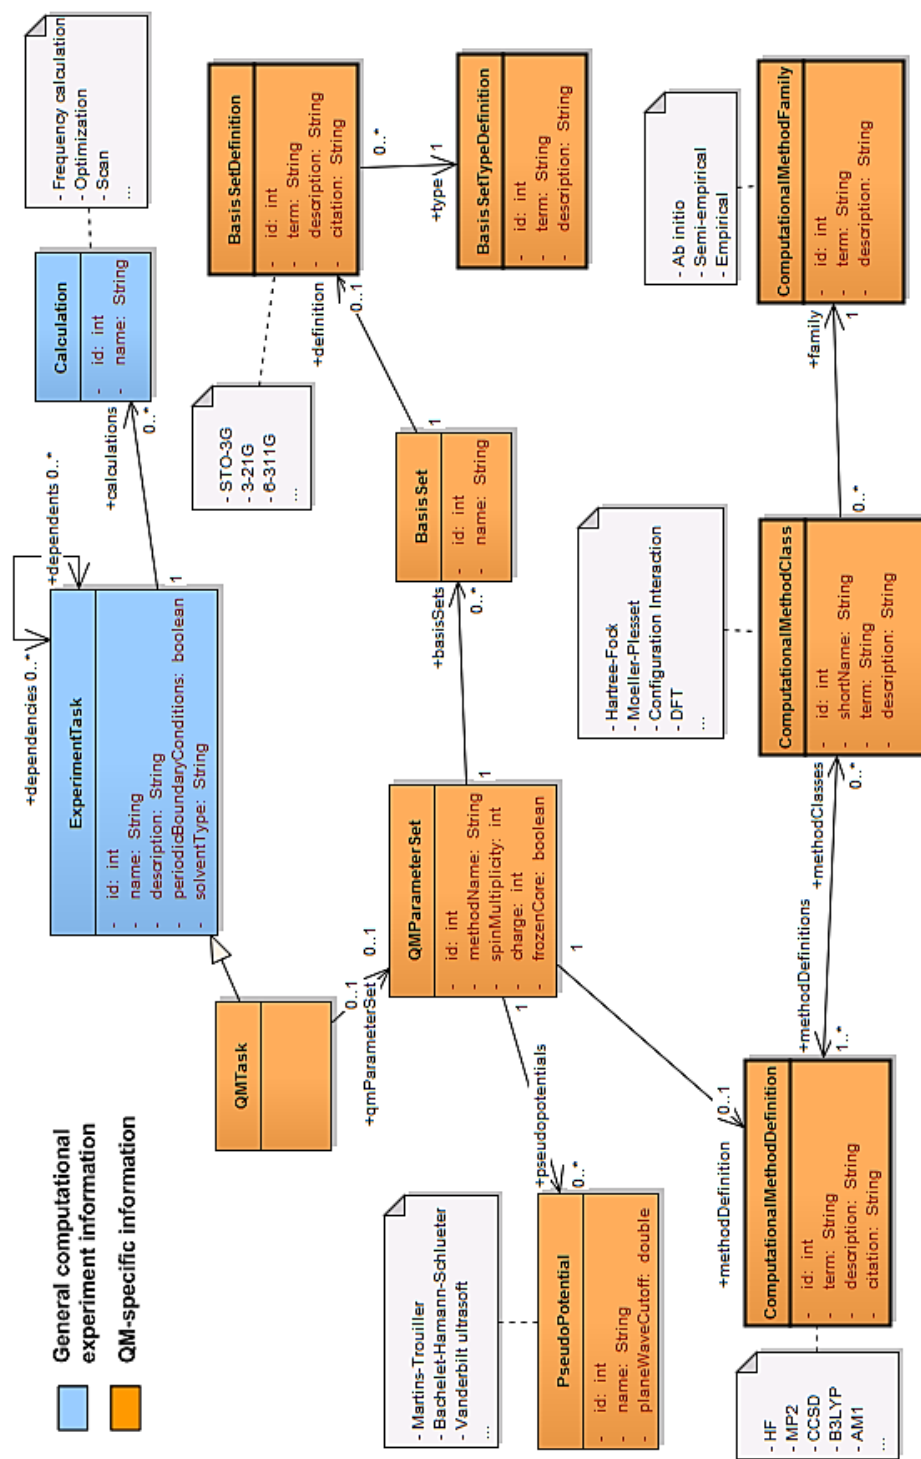 General computational
experiment information
QM-specific information
- Frequency calculation
- Optimization
- Scan
...
Calculation
- id: int
- name: String
+calculations
0..*
1
+dependencies 0..*
+dependents 0..*
ExperimentTask
- id: int
- name: String
- description: String
- periodicBoundaryConditions: boolean
- solventType: String
QMTask
0..1
+qmParameterSet
0..1
QMParameterSet
- id: int
- methodName: String
- spinMultiplicity: int
- charge: int
- frozenCore: boolean
1
+basisSets
0..*
BasisSet
- id: int
- name: String
1
+definition
0..1
BasisSetDefinition
- id: int
- term: String
- description: String
- citation: String
- STO-3G
- 3-21G
- 6-311G
...
0..*
+type
1
BasisSetTypeDefinition
- id: int
- term: String
- description: String
1
+pseudopotentials
0..*
PseudoPotential
- id: int
- name: String
- planeWaveCutoff: double
- Martins-Trouiller
- Bachelet-Hamann-Schlueter
- Vanderbilt ultrasoft
...
1
+methodDefinition
0..1
ComputationalMethodDefinition
- id: int
- term: String
- description: String
- citation: String
- HF
- MP2
- CCSD
- B3LYP
- AM1
...
+methodDefinitions
1..*
+methodClasses
0..*
ComputationalMethodClass
- id: int
- shortName: String
- term: String
- description: String
- Hartree-Fock
- Moeller-Plesset
- Configuration Interaction
- DFT
...
0..*
+family
1
ComputationalMethodFamily
- id: int
- term: String
- description: String
- Ab initio
- Semi-empirical
- Empirical